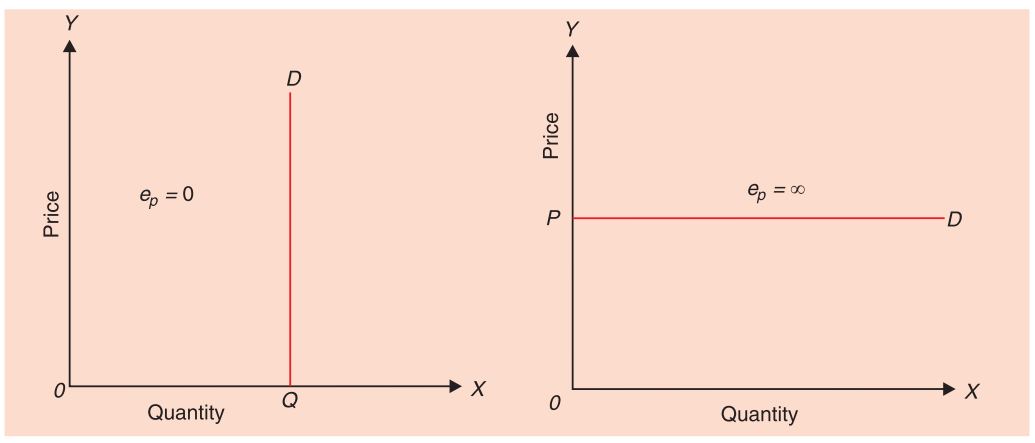 Y
D
Price
e_p = 0
0
Q
X
Quantity
Y
Price
e_p = ∞
P
D
0
X
Quantity